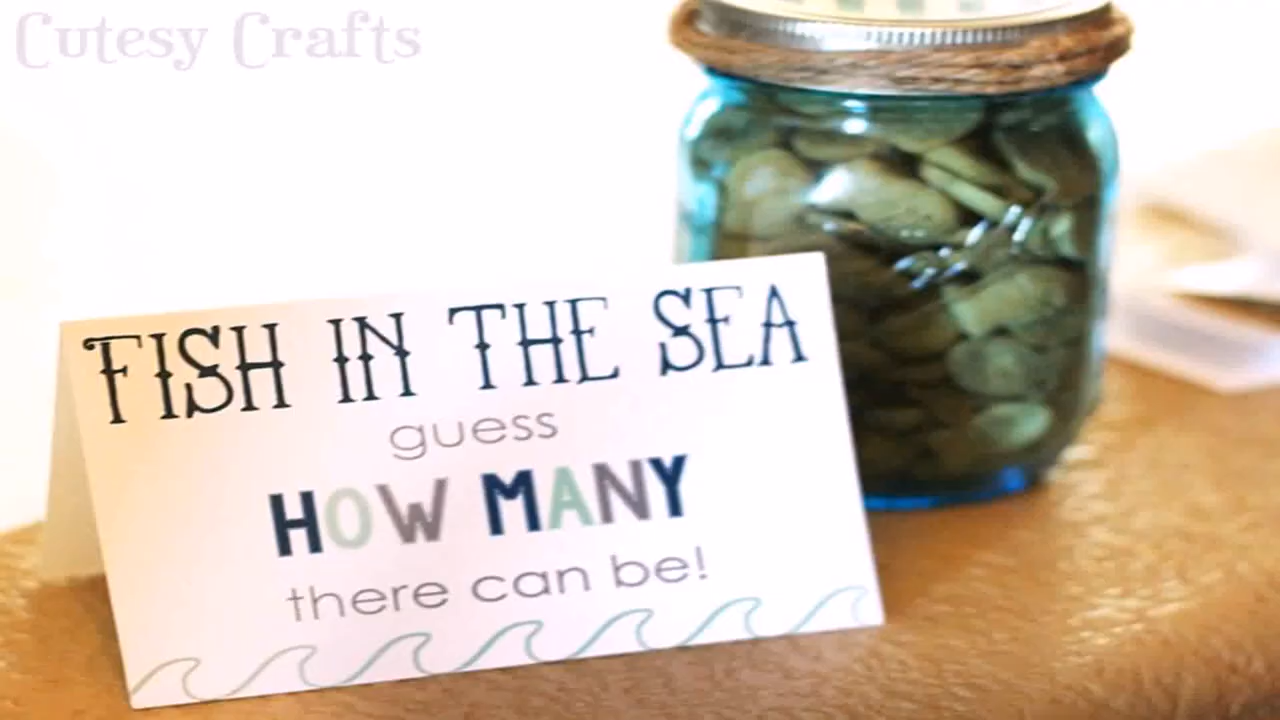 Cutesy Crafts
FISH IN THE SEA
guess
HOW MANY
there can be!